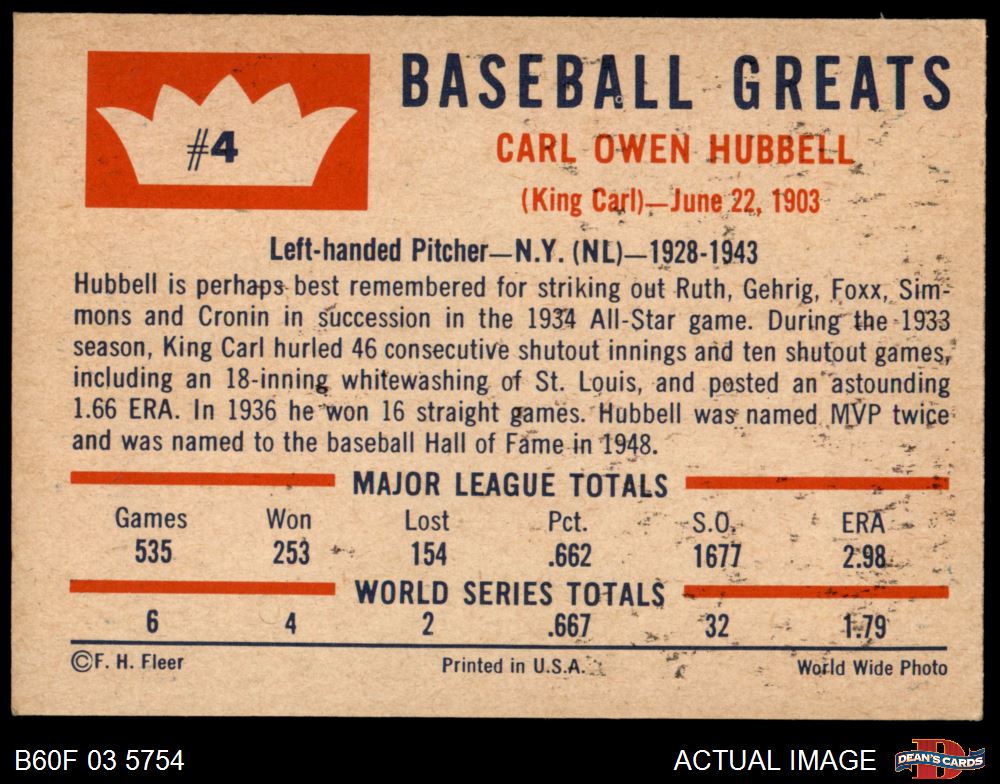 #4
BASEBALL GREATS
CARL OWEN HUBBELL
(King Carl)—June 22, 1903
Left-handed Pitcher—N.Y. (NL)—1928-1943
Hubbell is perhaps best remembered for striking out Ruth, Gehrig, Foxx, Sim-
mons and Cronin in succession in the 1934 All-Star game. During the 1933
season, King Carl hurled 46 consecutive shutout innings and ten shutout games,
including an 18-inning whitewashing of St. Louis, and posted an astounding
1.66 ERA. In 1936 he won 16 straight games. Hubbell was named MVP twice
and was named to the baseball Hall of Fame in 1948.
MAJOR LEAGUE TOTALS
Games Won Lost Pct. S.O. ERA
535 253 154 .662 1677 2.98
WORLD SERIES TOTALS
6 4 2 .667 32 1.79
©F. H. Fleer Printed in U.S.A. World Wide Photo
B60F 03 5754 ACTUAL IMAGE DEAN'S CARDS